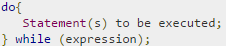 do{
   Statement(s) to be executed;
} while (expression);